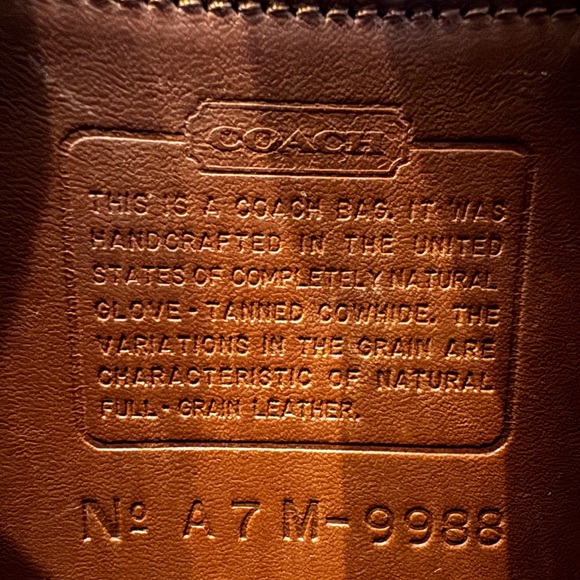 COACH
THIS IS A COACH BAG. IT WAS
HANDCRAFTED IN THE UNITED
STATES OF COMPLETELY NATURAL
GLOVE-TANNED COWHIDE. THE
VARIATIONS IN THE GRAIN ARE
CHARACTERISTIC OF NATURAL
FULL-GRAIN LEATHER.
Nº A7M-9988